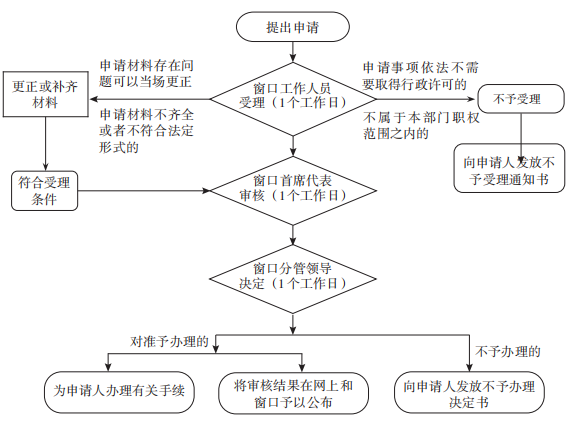 提出申请
申请材料存在问
题可以当场更正
申请材料不齐全
或者不符合法定
形式的
更正或补齐
材料
窗口工作人员
受理（1个工作日）
申请事项依法不需
要取得行政许可的
不属于本部门职权
范围之内的
不予受理
向申请人发放不
予受理通知书
符合受理
条件
窗口首席代表
审核（1个工作日）
窗口分管领导
决定（1个工作日）
对准予办理的
不予办理的
为申请人办理有关手续
将审核结果在网上和
窗口予以公布
向申请人发放不予办理
决定书